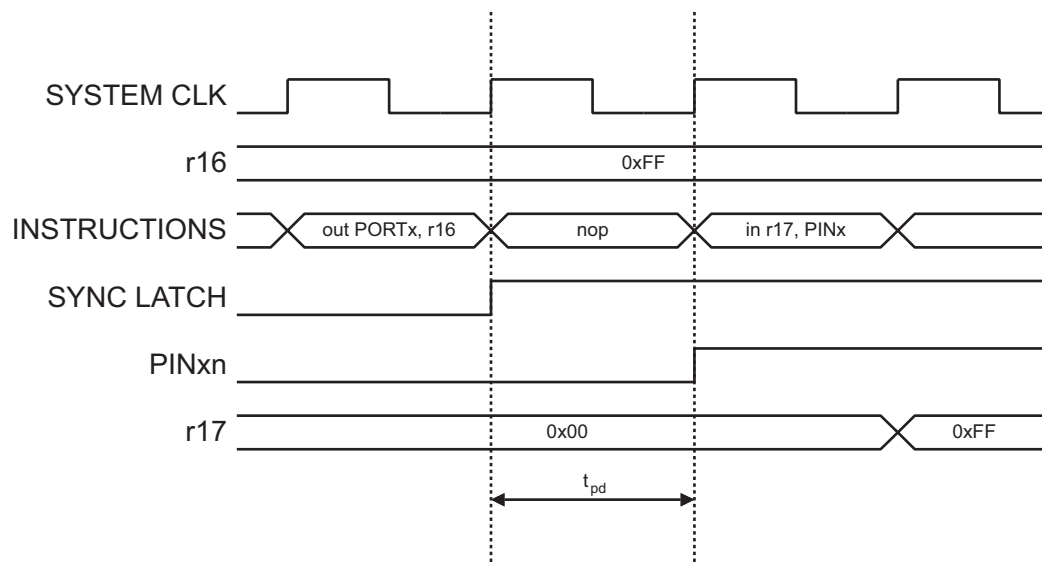 SYSTEM CLK
r16
0xFF
INSTRUCTIONS
out PORTx, r16
nop
in r17, PINx
SYNC LATCH
PINxn
r17
0x00
0xFF
tpd